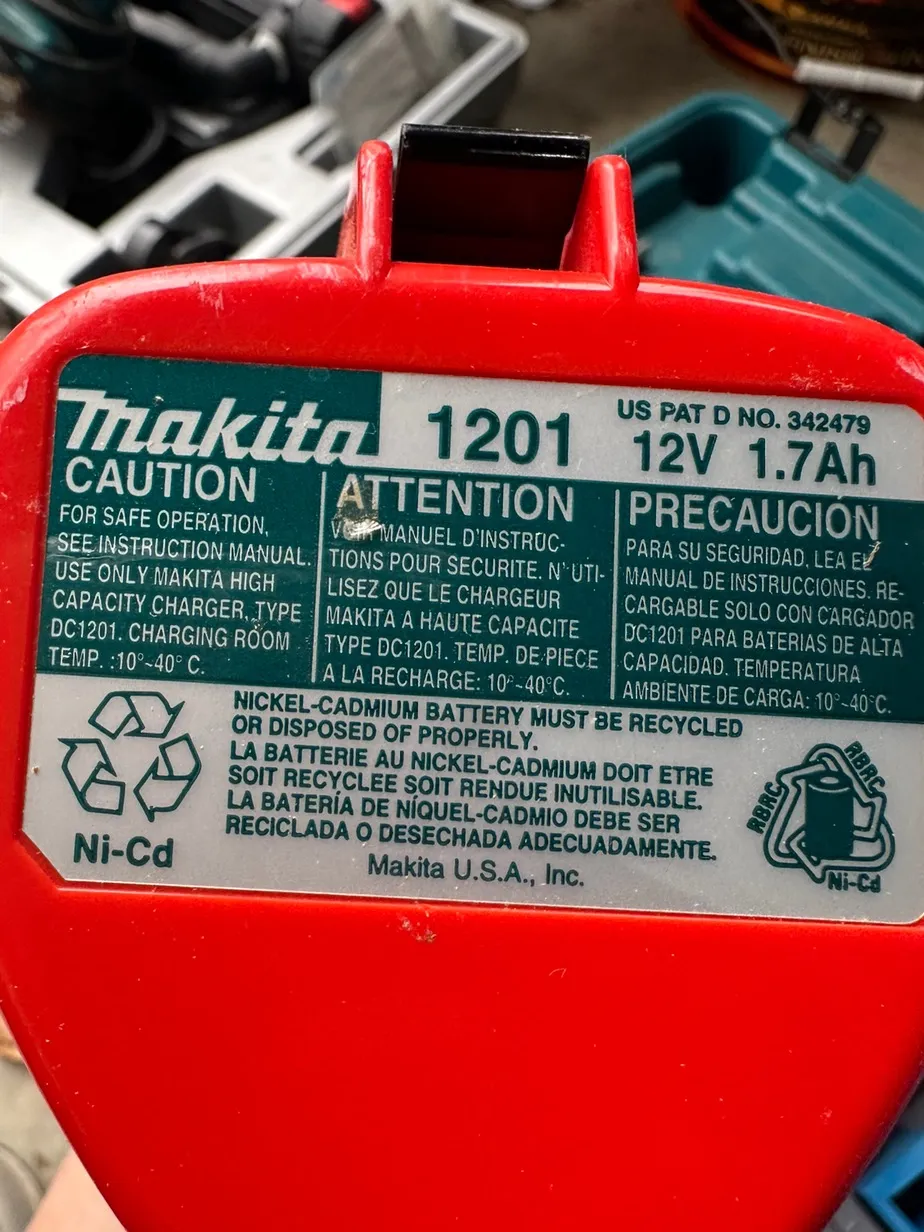 Makita 1201 US PAT D NO. 342479
12V 1.7Ah
CAUTION
FOR SAFE OPERATION,
SEE INSTRUCTION MANUAL.
USE ONLY MAKITA HIGH
CAPACITY CHARGER, TYPE
DC1201. CHARGING ROOM
TEMP. :10°~40° C.
ATTENTION
MANUEL D'INSTRUC-
TIONS POUR SECURITE. N'UTI-
LISEZ QUE LE CHARGEUR
MAKITA A HAUTE CAPACITE
TYPE DC1201. TEMP. DE PIECE
A LA RECHARGE: 10°~40°C.
PRECAUCIÓN
PARA SU SEGURIDAD, LEA EL
MANUAL DE INSTRUCCIONES. RE-
CARGABLE SOLO CON CARGADOR
DC1201 PARA BATERIAS DE ALTA
CAPACIDAD. TEMPERATURA
AMBIENTE DE CARGA: 10°~40°C.
NICKEL-CADMIUM BATTERY MUST BE RECYCLED
OR DISPOSED OF PROPERLY.
LA BATTERIE AU NICKEL-CADMIUM DOIT ETRE
SOIT RECYCLEE SOIT RENDUE INUTILISABLE.
LA BATERÍA DE NÍQUEL-CADMIO DEBE SER
RECICLADA O DESECHADA ADECUADAMENTE.
Makita U.S.A., Inc.
Ni-Cd
RBRC
RBRC
Ni-Cd